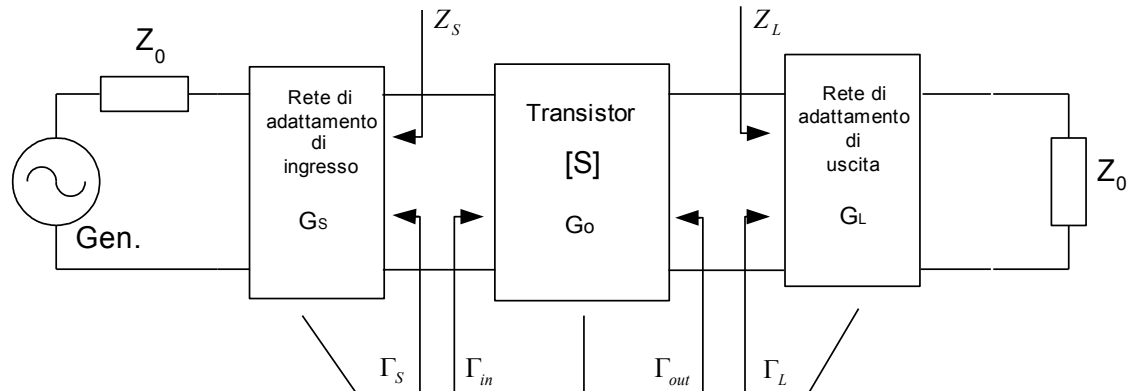 Z_S
Z_L
Z_0
Rete di
adattamento
di
ingresso
G_S
Transistor
[S]
G_o
Rete di
adattamento
di
uscita
G_L
Z_0
Gen.
Γ_S
Γ_in
Γ_out
Γ_L